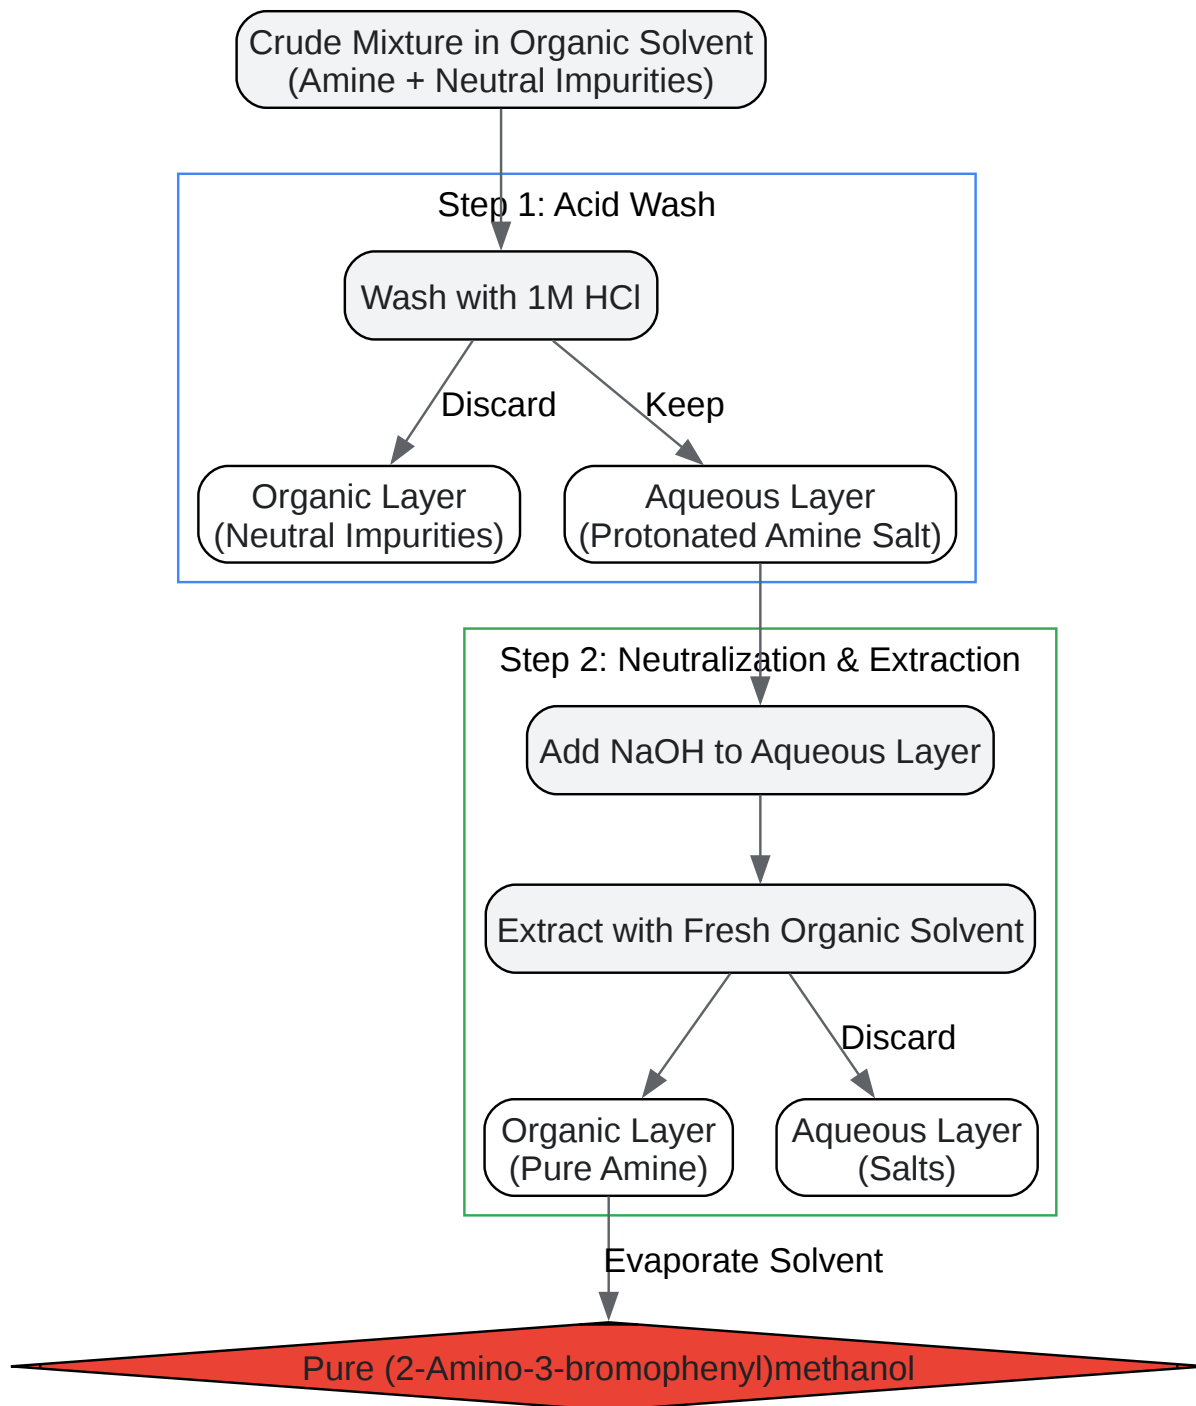 Crude Mixture in Organic Solvent
(Amine + Neutral Impurities)
Step 1: Acid Wash
Wash with 1M HCl
Discard
Keep
Organic Layer
(Neutral Impurities)
Aqueous Layer
(Protonated Amine Salt)
Step 2: Neutralization & Extraction
Add NaOH to Aqueous Layer
Extract with Fresh Organic Solvent
Discard
Organic Layer
(Pure Amine)
Aqueous Layer
(Salts)
Evaporate Solvent
Pure (2-Amino-3-bromophenyl)methanol